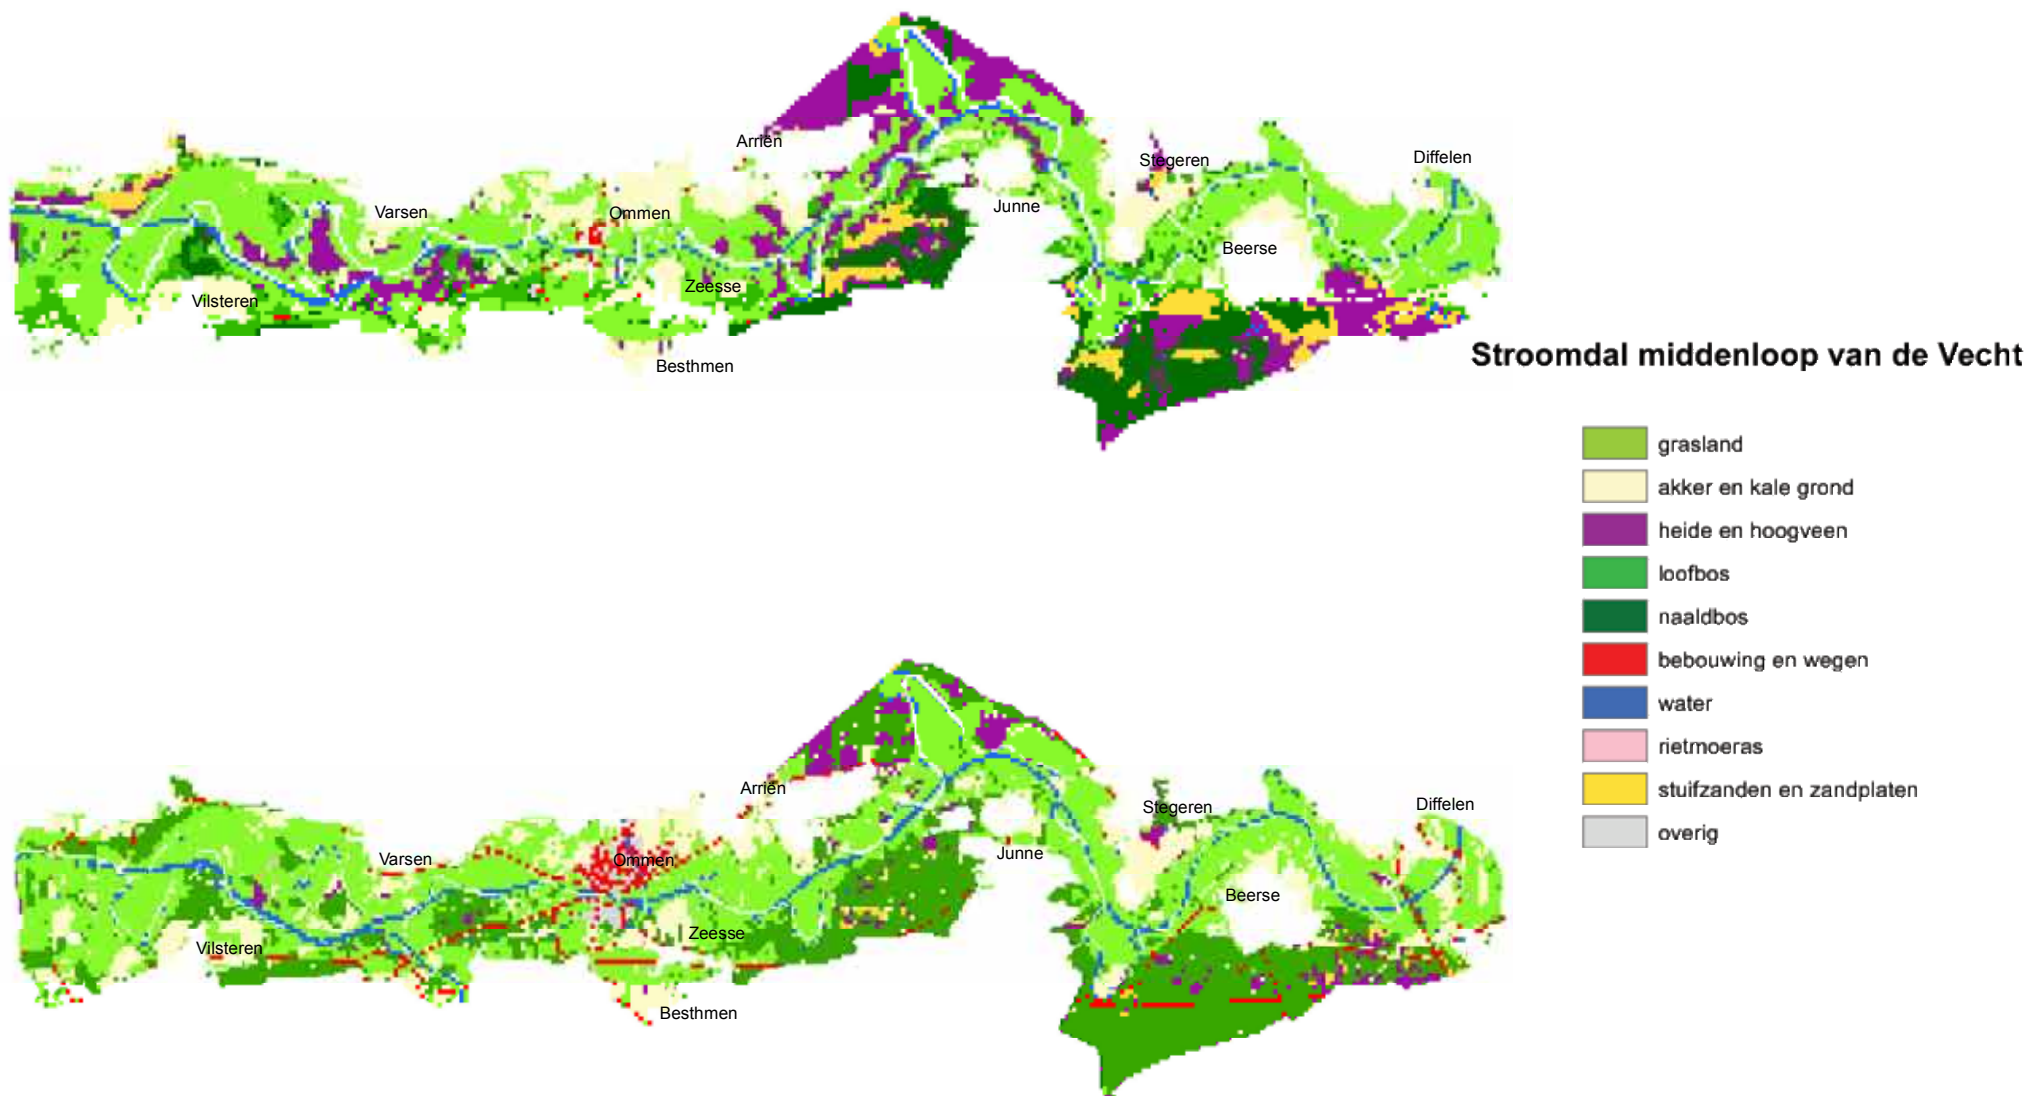 Arriën
Stegeren
Diffelen
Varsen
Ommen
Junne
Beerse
Zeesse
Vilsteren
Besthmen
Stroomdal middenloop van de Vecht
grasland
akker en kale grond
heide en hoogveen
loofbos
naaldbos
bebouwing en wegen
water
rietmoeras
stuifzanden en zandplaten
overig
Arriën
Stegeren
Diffelen
Varsen
Ommen
Junne
Beerse
Zeesse
Vilsteren
Besthmen